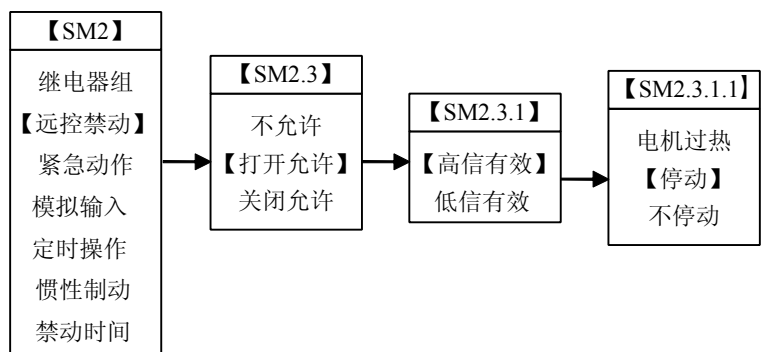 【SM2】
继电器组
【远控禁动】
紧急动作
模拟输入
定时操作
惯性制动
禁动时间
【SM2.3】
不允许
【打开允许】
关闭允许
【SM2.3.1】
【高信有效】
低信有效
【SM2.3.1.1】
电机过热
【停动】
不停动